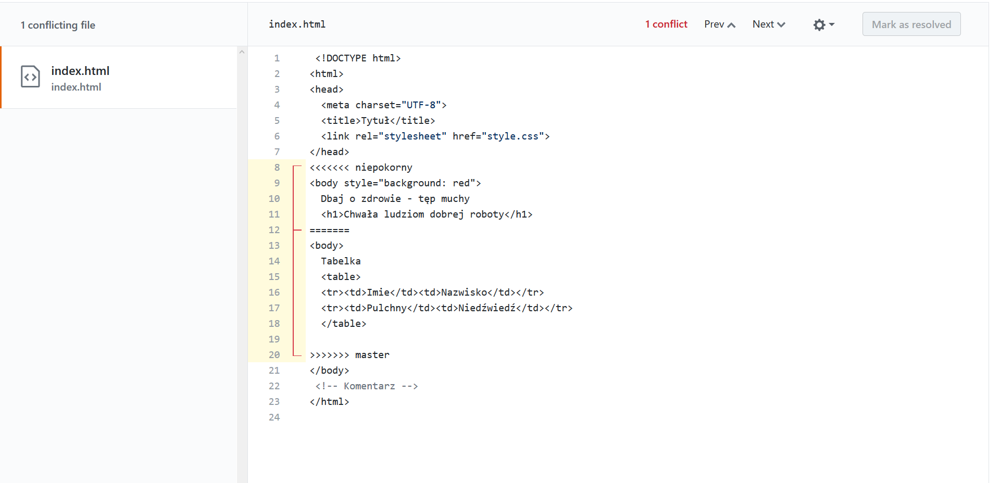 1 conflicting file
index.html
index.html
index.html
1 conflict Prev Next Mark as resolved
1 <!DOCTYPE html>
2 <html>
3 <head>
4 <meta charset="UTF-8">
5 <title>Tytuł</title>
6 <link rel="stylesheet" href="style.css">
7 </head>
8 <<<<<<< niepokorny
9 <body style="background: red">
10 Dbaj o zdrowie - tęp muchy
11 <h1>Chwała ludziom dobrej roboty</h1>
12 =======
13 <body>
14 Tabelka
15 <table>
16 <tr><td>Imie</td><td>Nazwisko</td></tr>
17 <tr><td>Pulchny</td><td>Niedźwiedź</td></tr>
18 </table>
19
20 >>>>>>> master
21 </body>
22 <!-- Komentarz -->
23 </html>
24